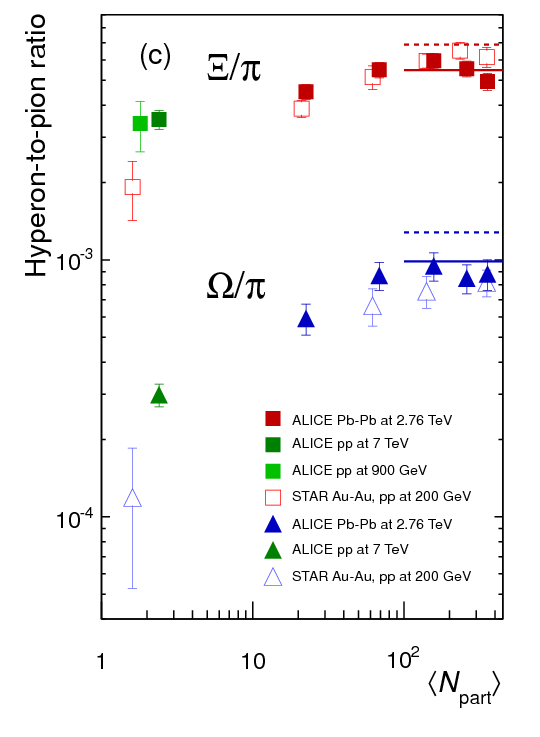 Hyperon-to-pion ratio
(c)
Ξ/π
10⁻³
Ω/π
ALICE Pb-Pb at 2.76 TeV
ALICE pp at 7 TeV
ALICE pp at 900 GeV
STAR Au-Au, pp at 200 GeV
10⁻⁴
ALICE Pb-Pb at 2.76 TeV
ALICE pp at 7 TeV
STAR Au-Au, pp at 200 GeV
1 10 10²
⟨N_part⟩